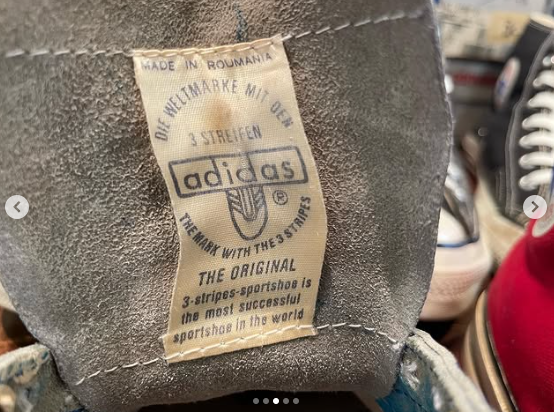 MADE IN ROUMANIA
DIE WELTMARKE MIT DEN
3 STREIFEN
adidas
®
THE MARK WITH THE 3 STRIPES
THE ORIGINAL
3-stripes-sportshoe is
the most successful
sportshoe in the world